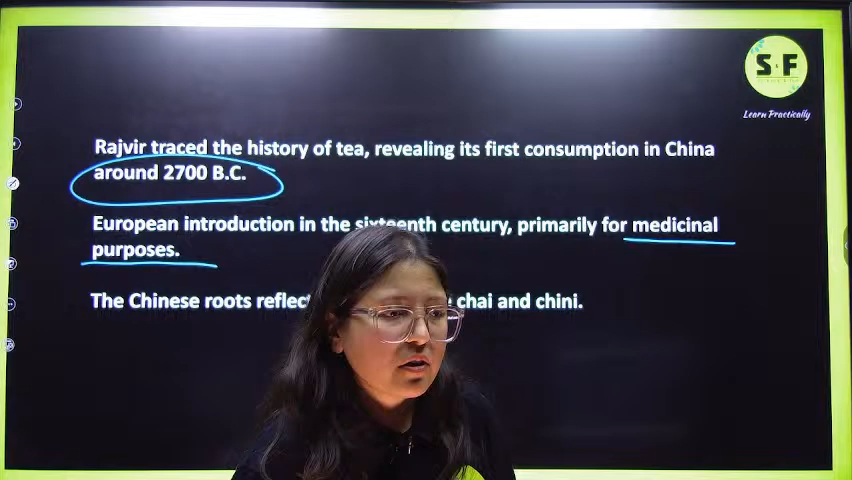 S F
Learn Practically
Rajvir traced the history of tea, revealing its first consumption in China
around 2700 B.C.
European introduction in the sixteenth century, primarily for medicinal
purposes.
The Chinese roots chai and chini.